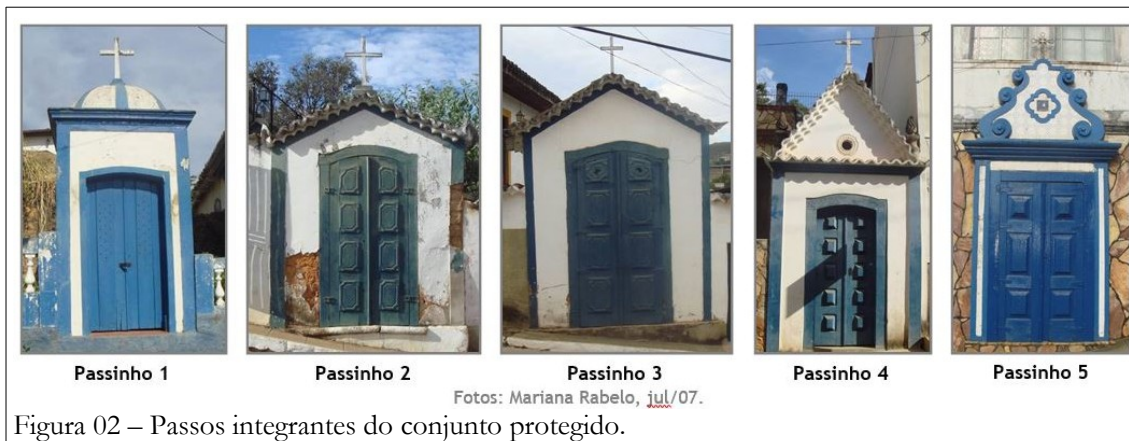 Passinho 1 Passinho 2 Passinho 3 Passinho 4 Passinho 5
Fotos: Mariana Rabelo, jul/07.
Figura 02 – Passos integrantes do conjunto protegido.